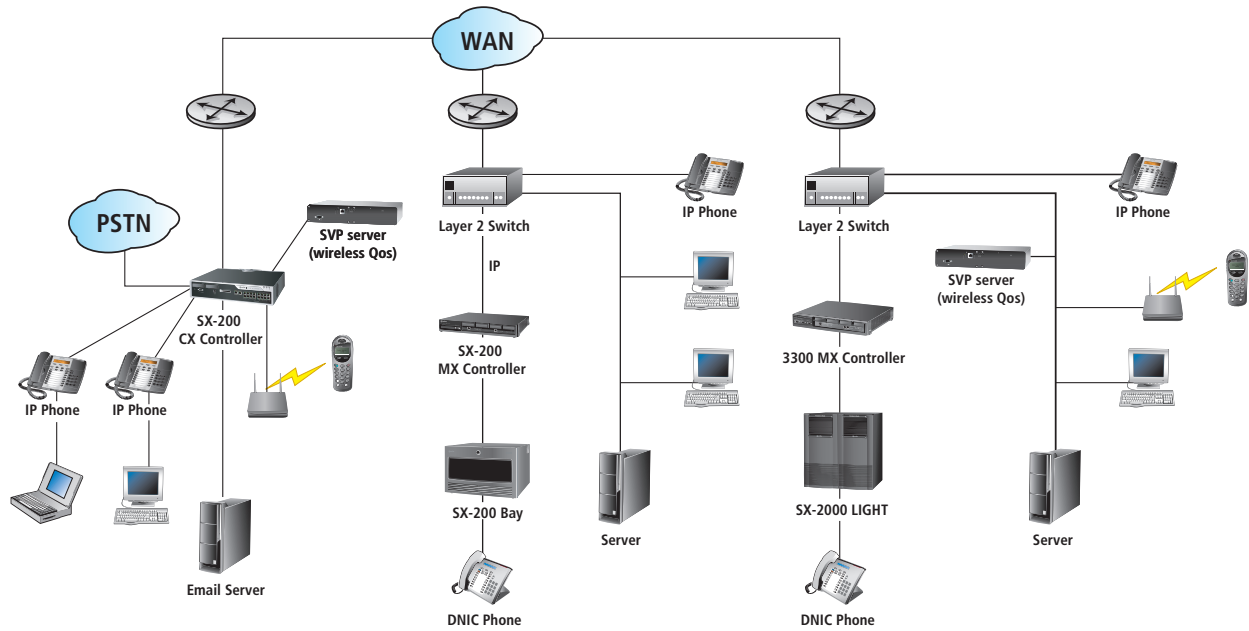 WAN
PSTN
SVP server
(wireless Qos)
SX-200
CX Controller
IP Phone
IP Phone
Email Server
Layer 2 Switch
IP Phone
IP
SX-200
MX Controller
SX-200 Bay
Server
DNIC Phone
Layer 2 Switch
IP Phone
SVP server
(wireless Qos)
3300 MX Controller
SX-2000 LIGHT
Server
DNIC Phone